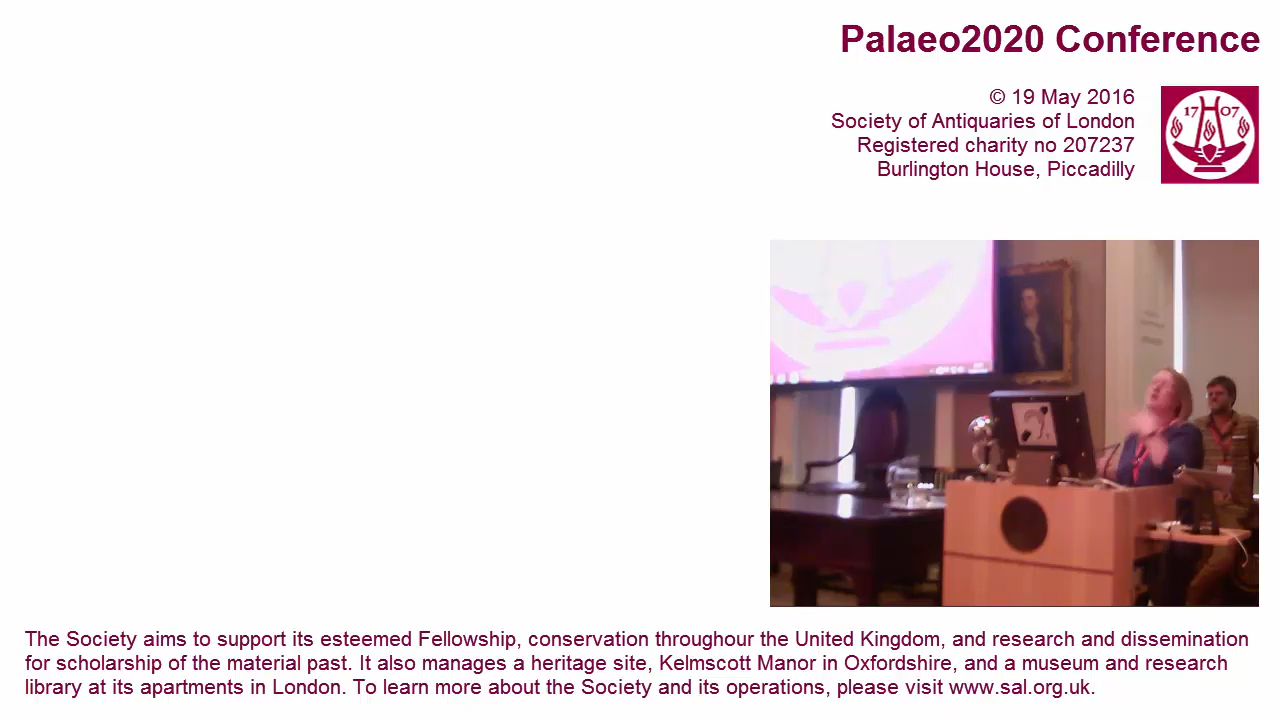 Palaeo2020 Conference
© 19 May 2016
Society of Antiquaries of London
Registered charity no 207237
Burlington House, Piccadilly
17 07
The Society aims to support its esteemed Fellowship, conservation throughour the United Kingdom, and research and dissemination
for scholarship of the material past. It also manages a heritage site, Kelmscott Manor in Oxfordshire, and a museum and research
library at its apartments in London. To learn more about the Society and its operations, please visit www.sal.org.uk.